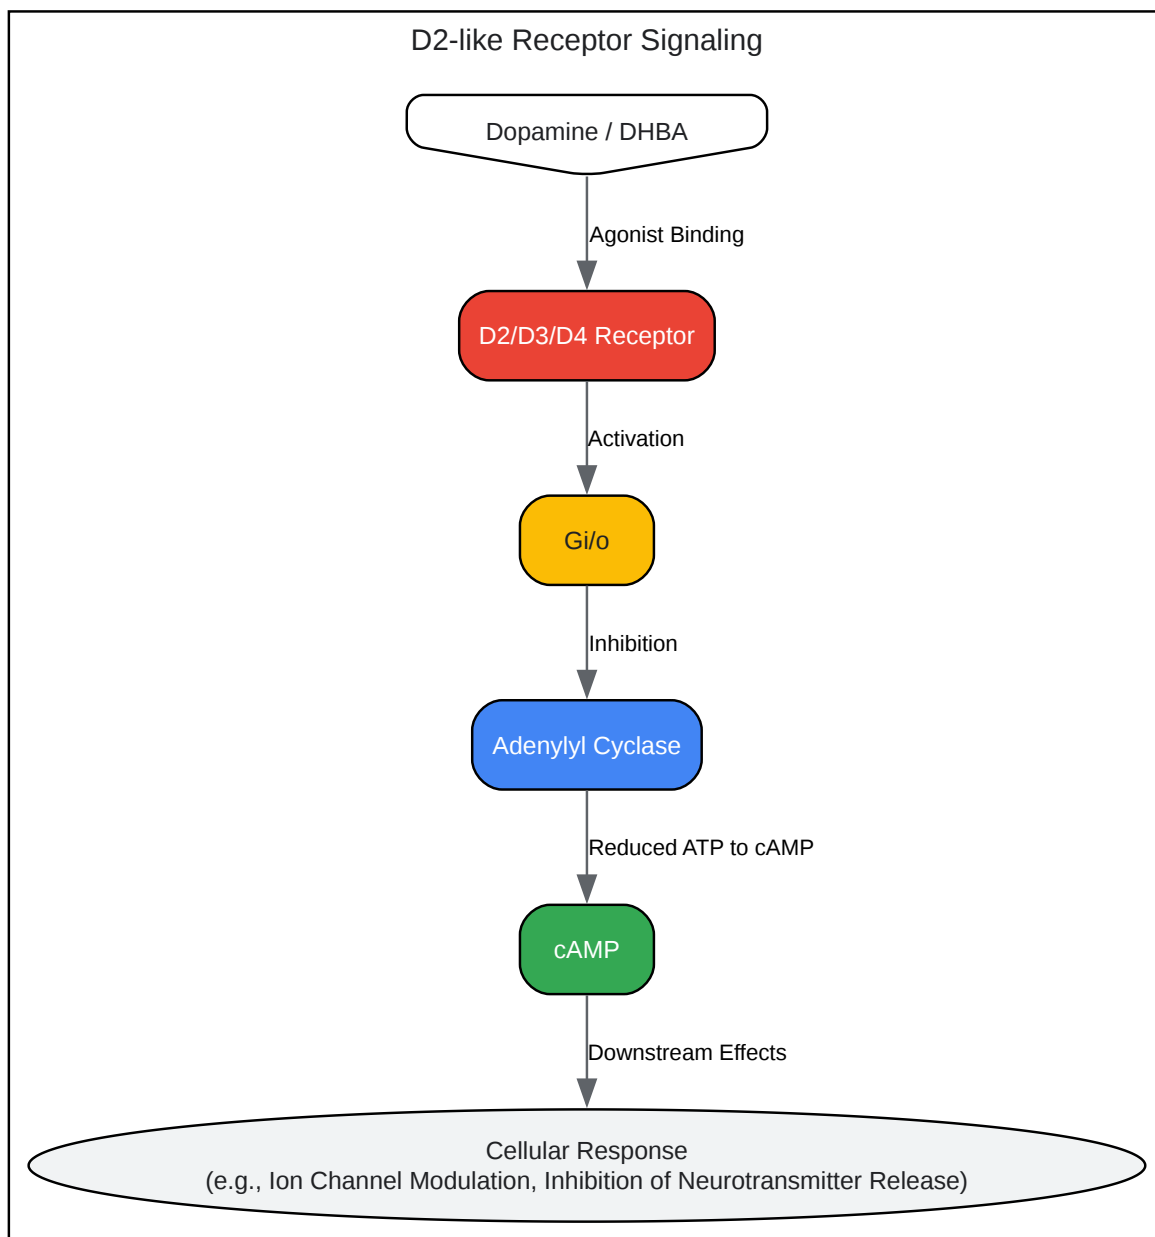 D2-like Receptor Signaling
Dopamine / DHBA
Agonist Binding
D2/D3/D4 Receptor
Activation
Gi/o
Inhibition
Adenylyl Cyclase
Reduced ATP to cAMP
cAMP
Downstream Effects
Cellular Response
(e.g., Ion Channel Modulation, Inhibition of Neurotransmitter Release)